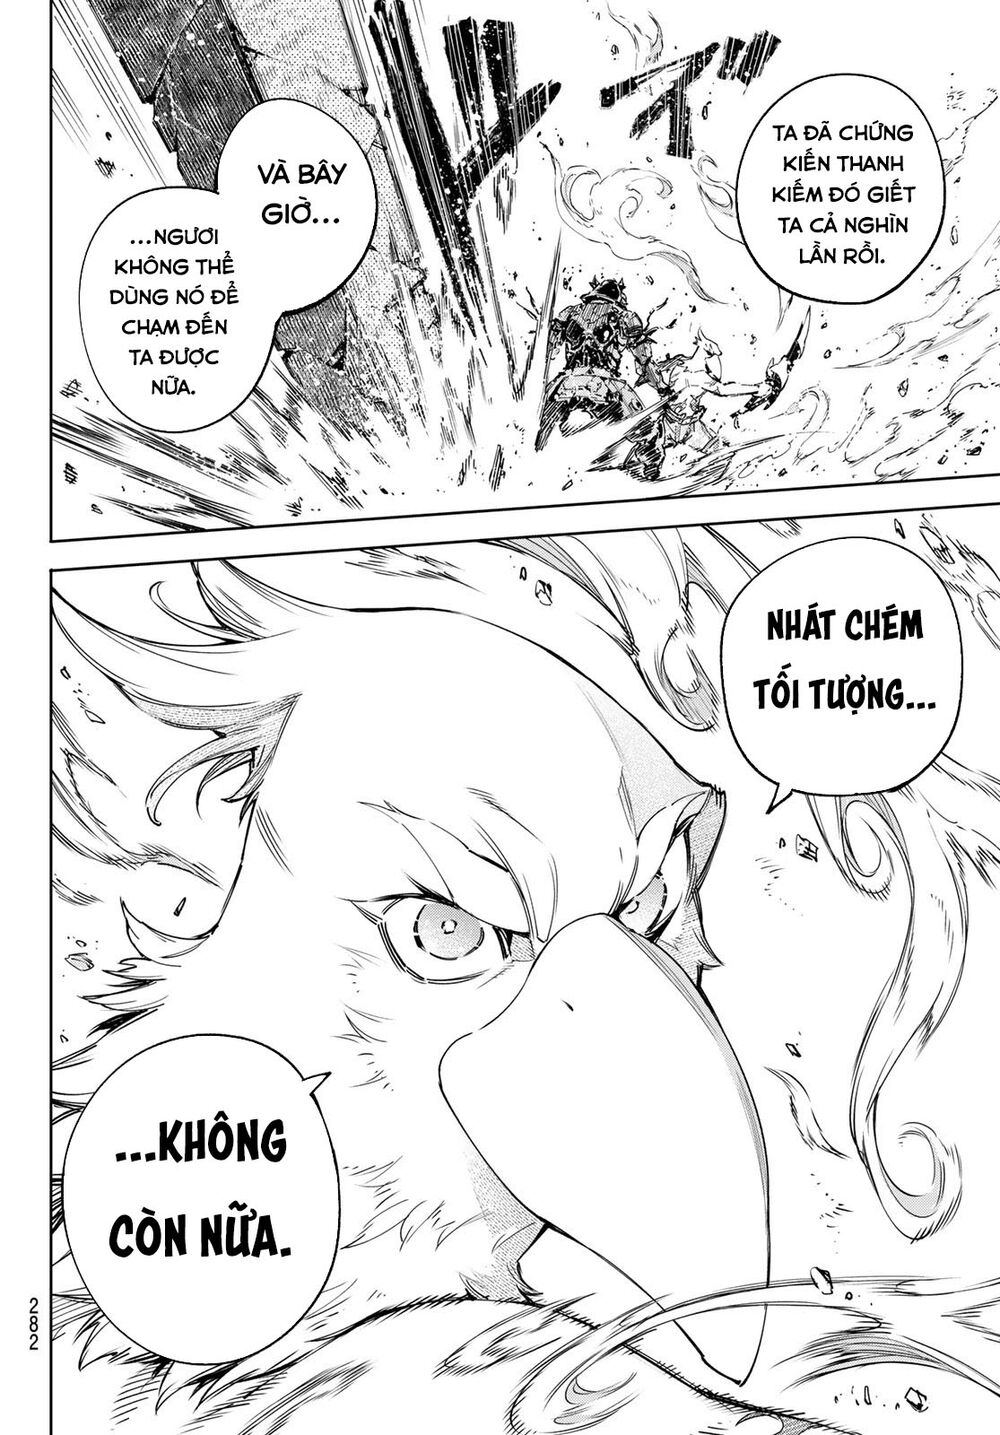 TA ĐÃ CHỨNG
KIẾN THANH
KIẾM ĐÓ GIẾT
TA CẢ NGHÌN
LẦN RỒI.
VÀ BÂY
GIỜ...
...NGƯƠI
KHÔNG THỂ
DÙNG NÓ ĐỂ
CHẠM ĐẾN
TA ĐƯỢC
NỮA.
NHÁT CHÉM
TỐI TƯỢNG...
...KHÔNG
CÒN NỮA.
282